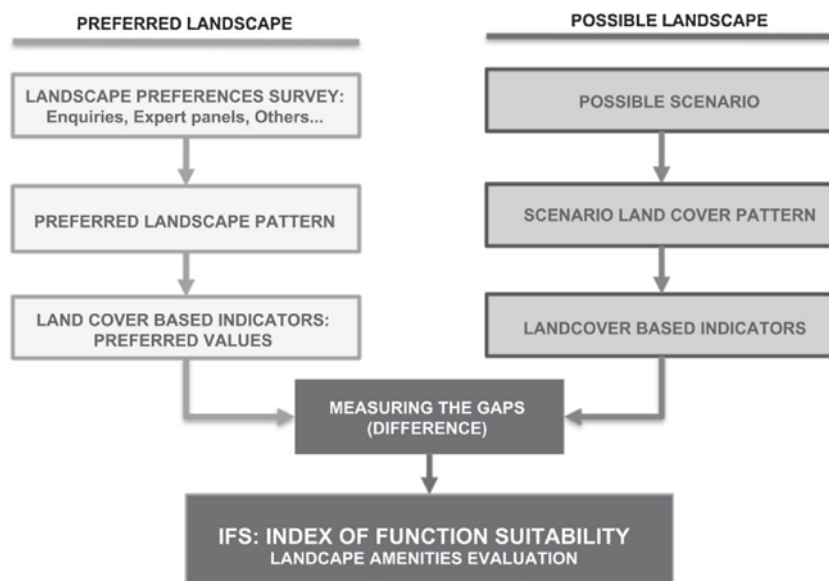 PREFERRED LANDSCAPE
LANDSCAPE PREFERENCES SURVEY:
Enquiries, Expert panels, Others...
PREFERRED LANDSCAPE PATTERN
LAND COVER BASED INDICATORS:
PREFERRED VALUES
POSSIBLE LANDSCAPE
POSSIBLE SCENARIO
SCENARIO LAND COVER PATTERN
LANDCOVER BASED INDICATORS
MEASURING THE GAPS
(DIFFERENCE)
IFS: INDEX OF FUNCTION SUITABILITY
LANDCAPE AMENITIES EVALUATION